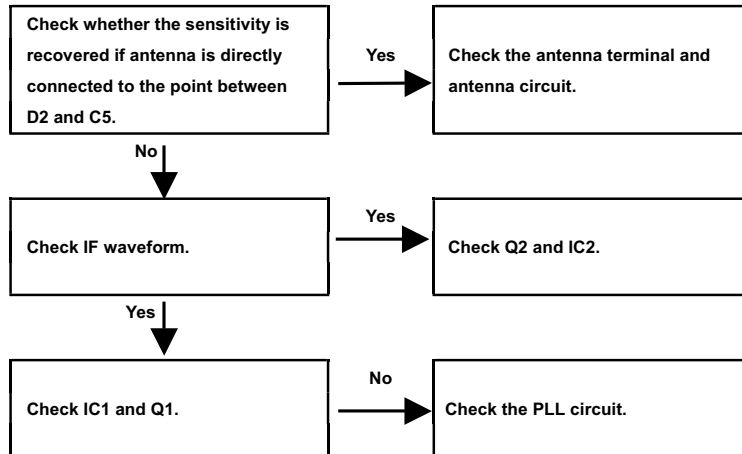 Check whether the sensitivity is
recovered if antenna is directly
connected to the point between
D2 and C5.
Yes
Check the antenna terminal and
antenna circuit.
No
Check IF waveform.
Yes
Check Q2 and IC2.
Yes
Check IC1 and Q1.
No
Check the PLL circuit.